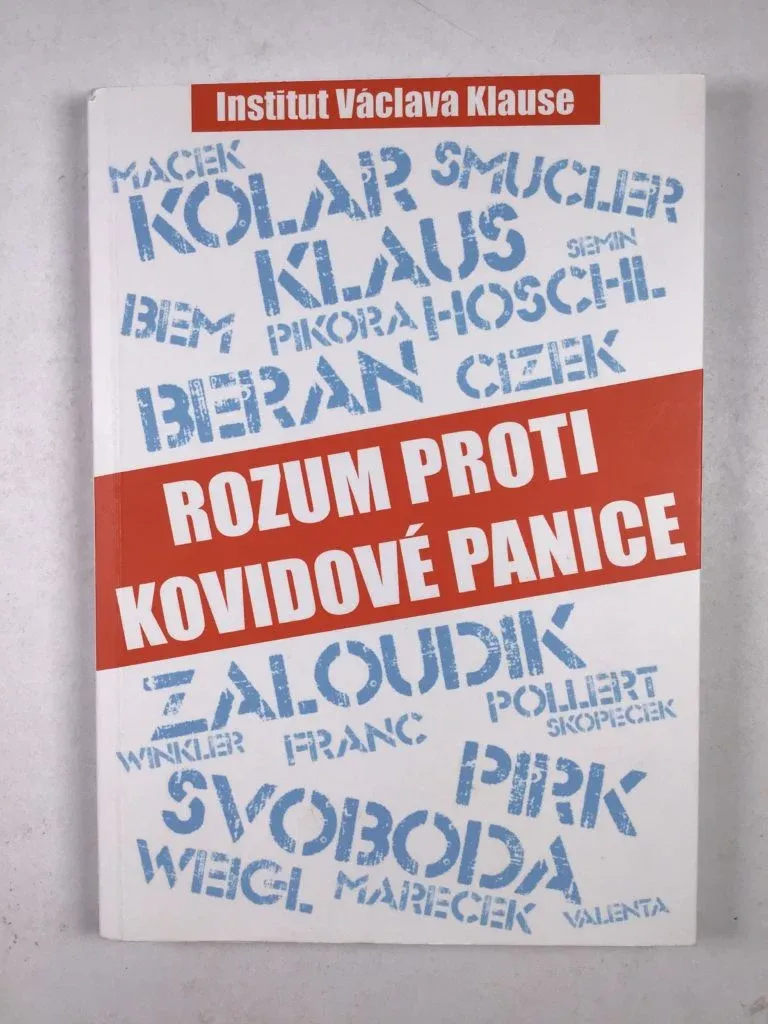 Institut Václava Klause
MACEK
KOLAR
SMUCLER
KLAUS
SEMIN
BEM
PIKORA
HOSCHL
BERAN
CIZEK
ROZUM PROTI
KOVIDOVÉ PANICE
ZALOUDIK
POLLERT
SKOPECEK
WINKLER
FRANC
PIRK
SVOBODA
WEIGL
MARECEK
VALENTA